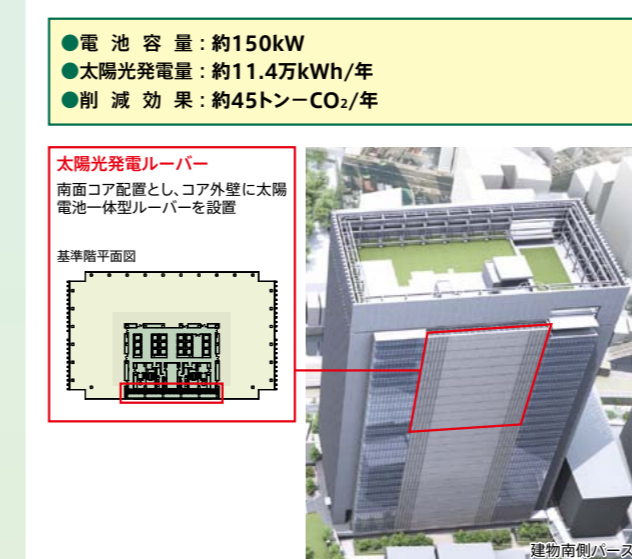 ●電池容量：約150kW
●太陽光発電量：約11.4万kWh/年
●削減効果：約45トン－CO₂/年
太陽光発電ルーバー
南面コア配置とし、コア外壁に太陽
電池一体型ルーバーを設置
基準階平面図
建物南側パース